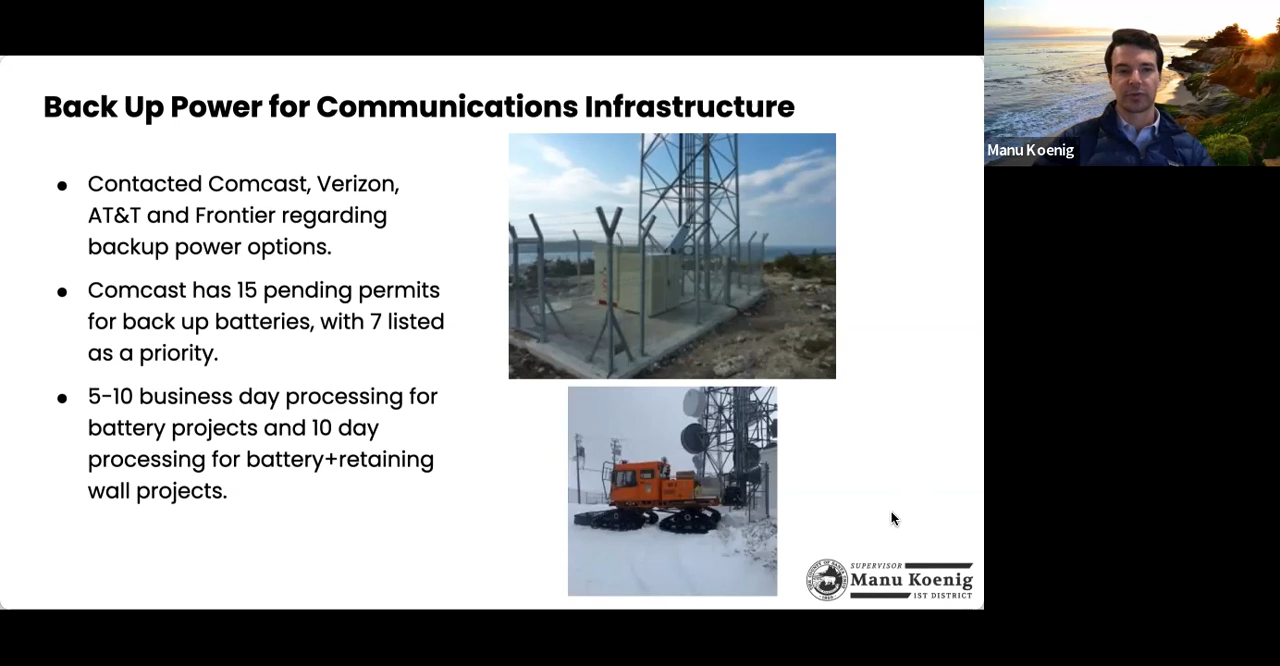 Back Up Power for Communications Infrastructure
Manu Koenig
● Contacted Comcast, Verizon,
AT&T and Frontier regarding
backup power options.
● Comcast has 15 pending permits
for back up batteries, with 7 listed
as a priority.
● 5-10 business day processing for
battery projects and 10 day
processing for battery+retaining
wall projects.
SUPERVISOR
Manu Koenig
1ST DISTRICT